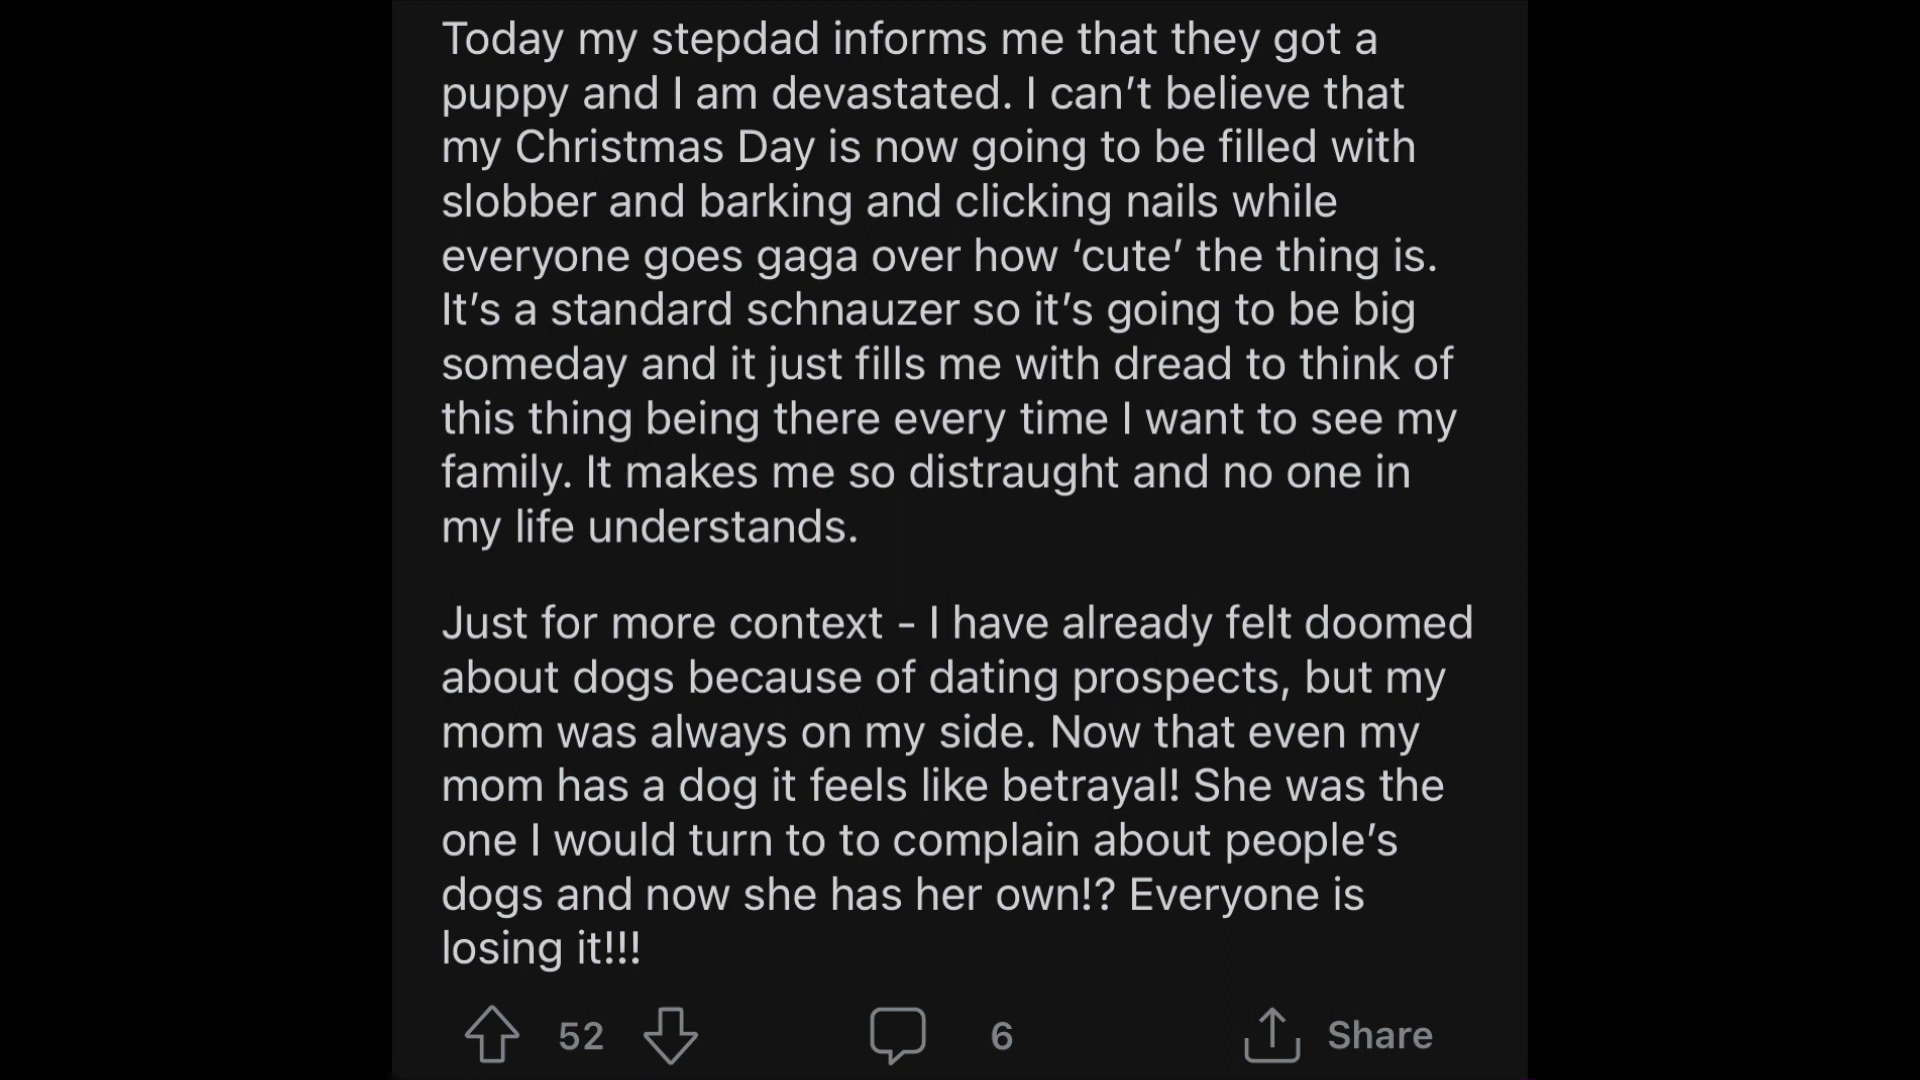 Today my stepdad informs me that they got a
puppy and I am devastated. I can’t believe that
my Christmas Day is now going to be filled with
slobber and barking and clicking nails while
everyone goes gaga over how ‘cute’ the thing is.
It’s a standard schnauzer so it’s going to be big
someday and it just fills me with dread to think of
this thing being there every time I want to see my
family. It makes me so distraught and no one in
my life understands.
Just for more context - I have already felt doomed
about dogs because of dating prospects, but my
mom was always on my side. Now that even my
mom has a dog it feels like betrayal! She was the
one I would turn to to complain about people’s
dogs and now she has her own!? Everyone is
losing it!!!
52 6 Share